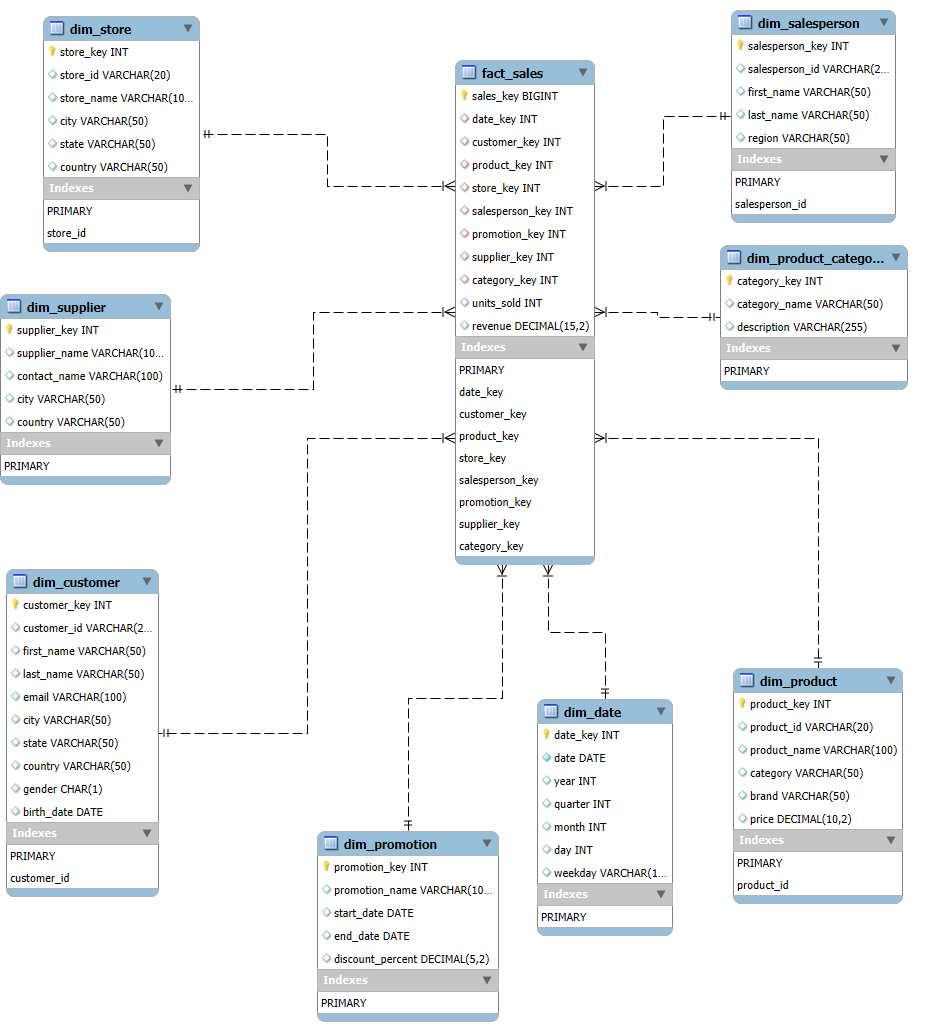 dim_store
store_key INT
store_id VARCHAR(20)
store_name VARCHAR(10...
city VARCHAR(50)
state VARCHAR(50)
country VARCHAR(50)
Indexes
PRIMARY
store_id
dim_supplier
supplier_key INT
supplier_name VARCHAR(10...
contact_name VARCHAR(100)
city VARCHAR(50)
country VARCHAR(50)
Indexes
PRIMARY
dim_customer
customer_key INT
customer_id VARCHAR(2...
first_name VARCHAR(50)
last_name VARCHAR(50)
email VARCHAR(100)
city VARCHAR(50)
state VARCHAR(50)
country VARCHAR(50)
gender CHAR(1)
birth_date DATE
Indexes
PRIMARY
customer_id
fact_sales
sales_key BIGINT
date_key INT
customer_key INT
product_key INT
store_key INT
salesperson_key INT
promotion_key INT
supplier_key INT
category_key INT
units_sold INT
revenue DECIMAL(15,2)
Indexes
PRIMARY
date_key
customer_key
product_key
store_key
salesperson_key
promotion_key
supplier_key
category_key
dim_promotion
promotion_key INT
promotion_name VARCHAR(10...
start_date DATE
end_date DATE
discount_percent DECIMAL(5,2)
Indexes
PRIMARY
dim_date
date_key INT
date DATE
year INT
quarter INT
month INT
day INT
weekday VARCHAR(1...
Indexes
PRIMARY
dim_salesperson
salesperson_key INT
salesperson_id VARCHAR(2...
first_name VARCHAR(50)
last_name VARCHAR(50)
region VARCHAR(50)
Indexes
PRIMARY
salesperson_id
dim_product_catego...
category_key INT
category_name VARCHAR(50)
description VARCHAR(255)
Indexes
PRIMARY
dim_product
product_key INT
product_id VARCHAR(20)
product_name VARCHAR(100)
category VARCHAR(50)
brand VARCHAR(50)
price DECIMAL(10,2)
Indexes
PRIMARY
product_id